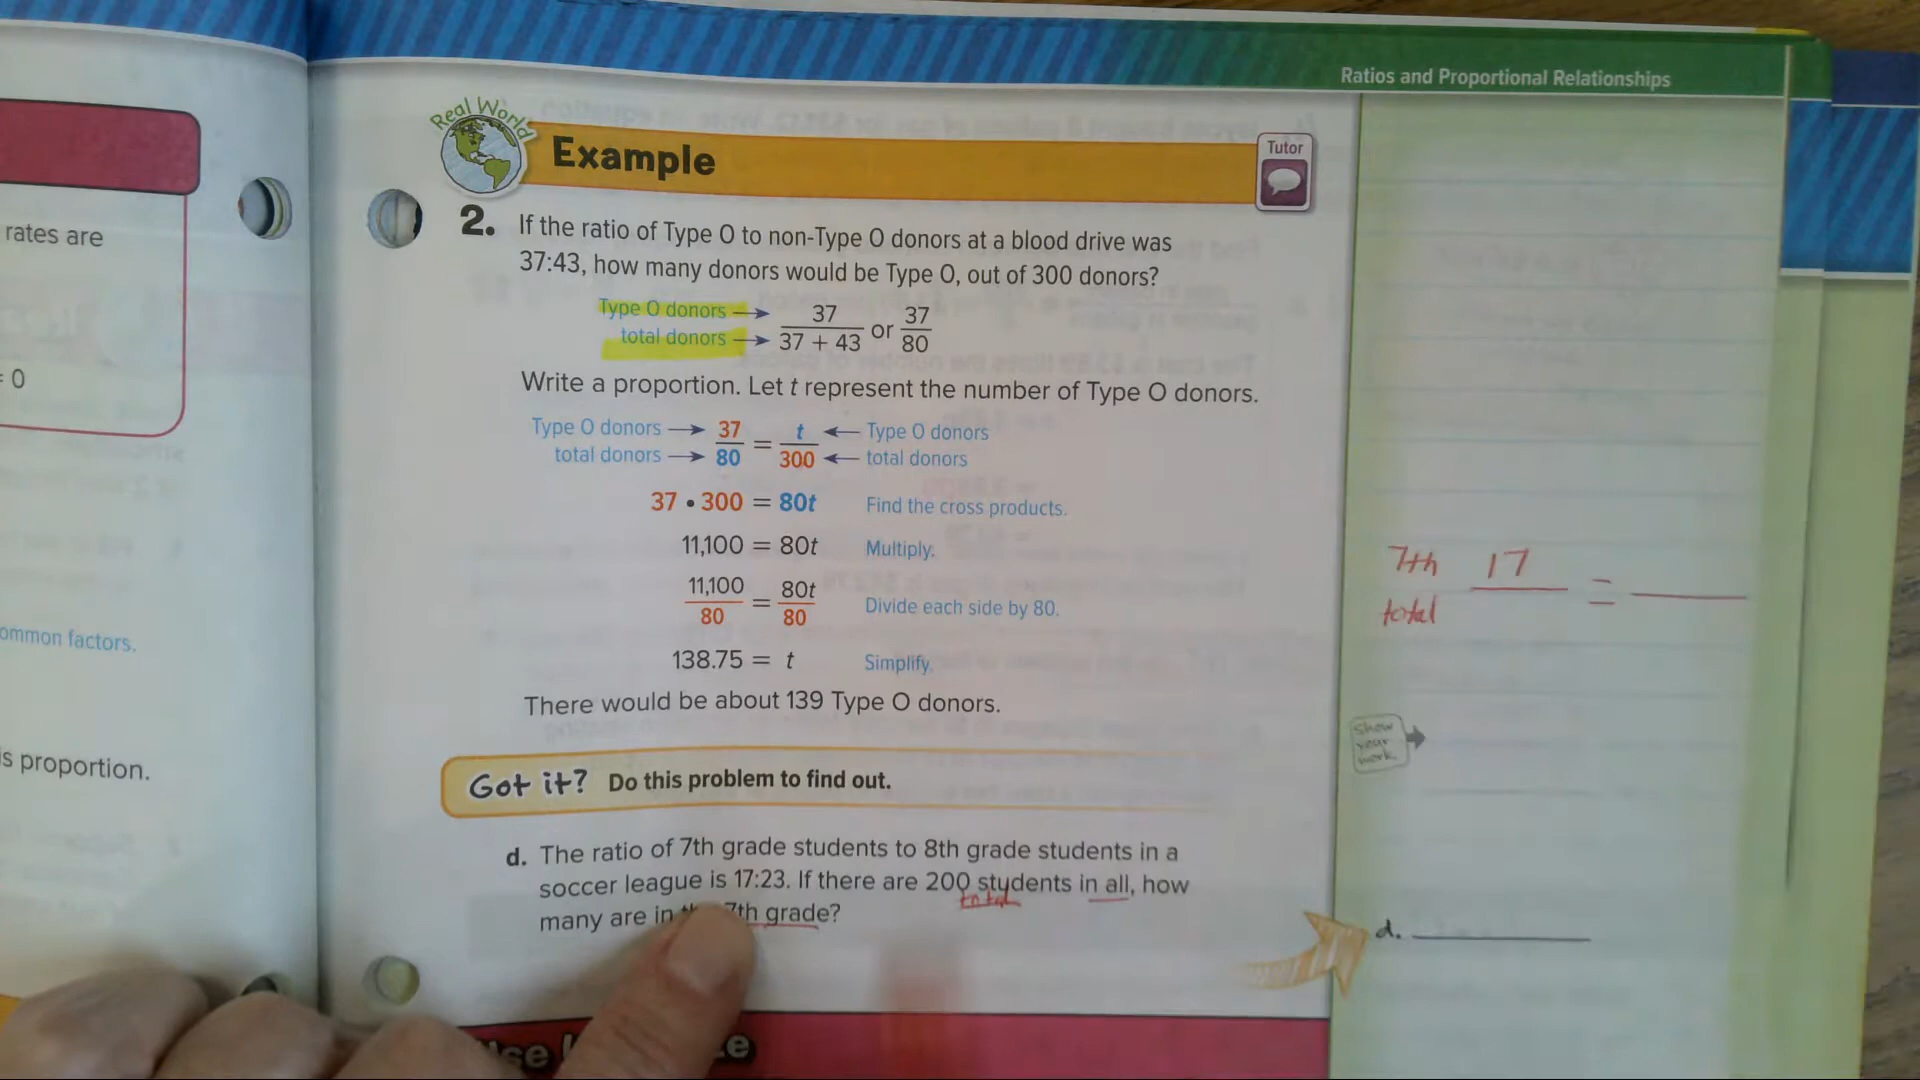 Ratios and Proportional Relationships
Real World
Example
Tutor
rates are
= 0
ommon factors.
is proportion.
2. If the ratio of Type O to non-Type O donors at a blood drive was
37:43, how many donors would be Type O, out of 300 donors?
Type O donors → 37 / 37 + 43 or 37 / 80
total donors →
Write a proportion. Let t represent the number of Type O donors.
Type O donors → 37 = t ← Type O donors
total donors → 80 300 ← total donors
37 • 300 = 80t Find the cross products.
11,100 = 80t Multiply.
11,100 = 80t
80 80 Divide each side by 80.
138.75 = t Simplify.
There would be about 139 Type O donors.
7th 17 =
total
show
your
work.
Got it? Do this problem to find out.
d. The ratio of 7th grade students to 8th grade students in a
soccer league is 17:23. If there are 200 students in all, how
total
many are in 7th grade?
d.